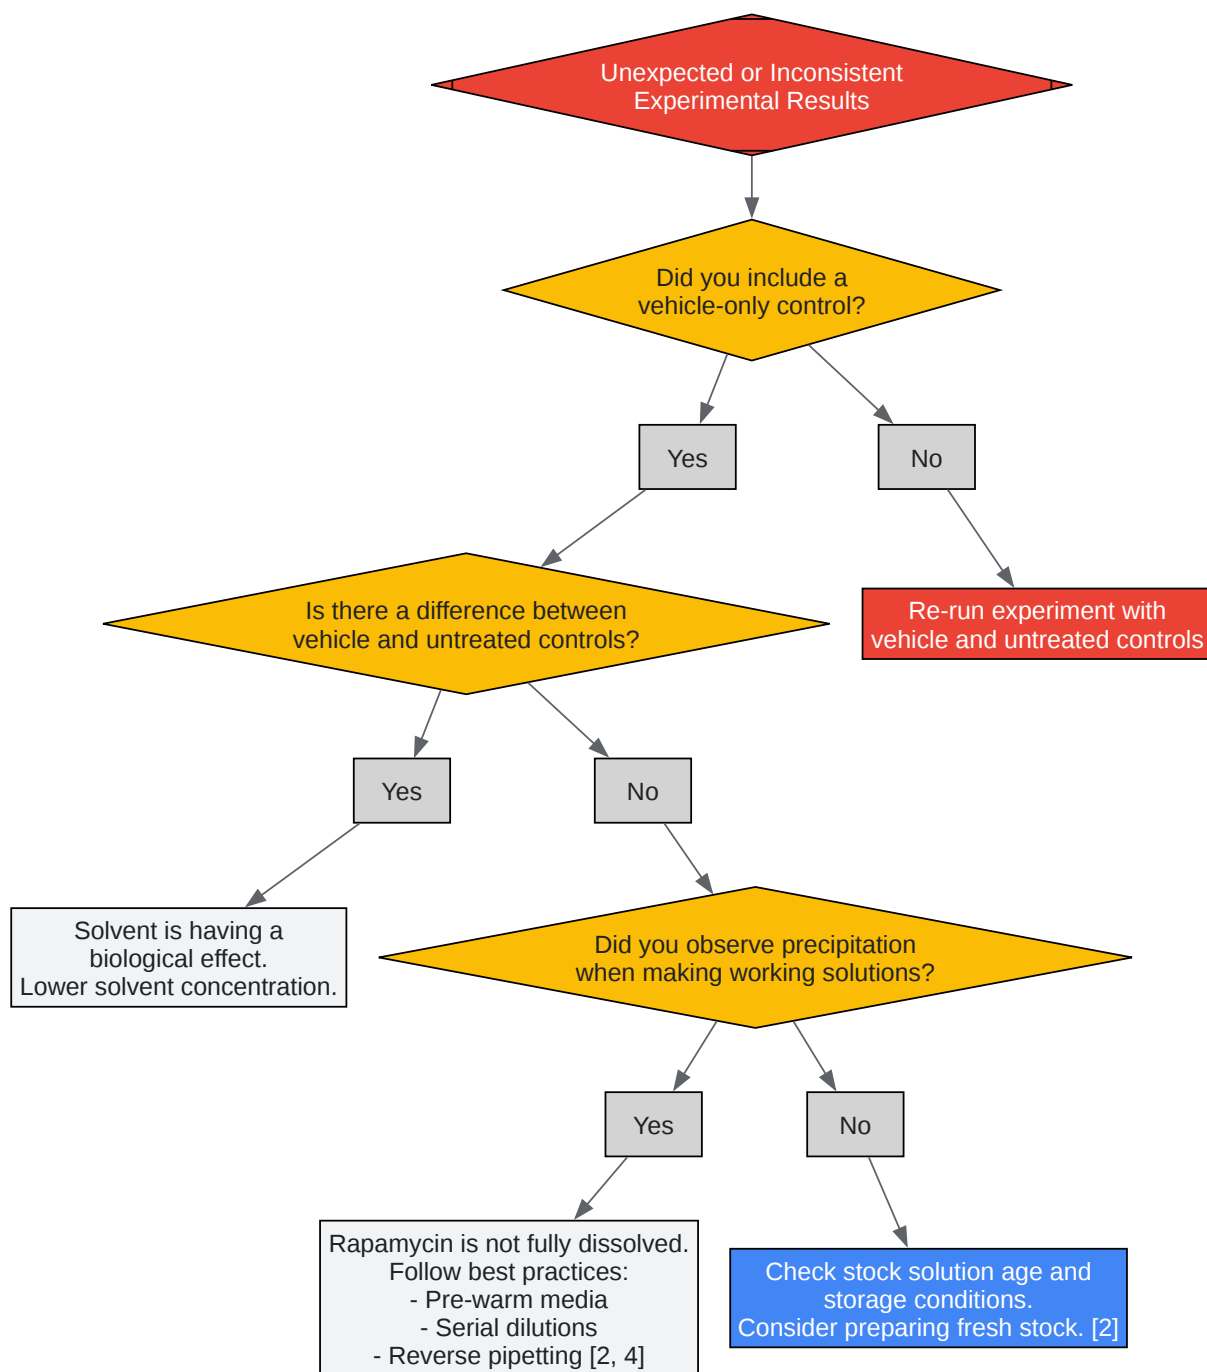 Unexpected or Inconsistent
Experimental Results
Did you include a
vehicle-only control?
Yes
No
Is there a difference between
vehicle and untreated controls?
Re-run experiment with
vehicle and untreated controls
Yes
No
Solvent is having a
biological effect.
Lower solvent concentration.
Did you observe precipitation
when making working solutions?
Yes
No
Rapamycin is not fully dissolved.
Follow best practices:
- Pre-warm media
- Serial dilutions
- Reverse pipetting [2, 4]
Check stock solution age and
storage conditions.
Consider preparing fresh stock. [2]